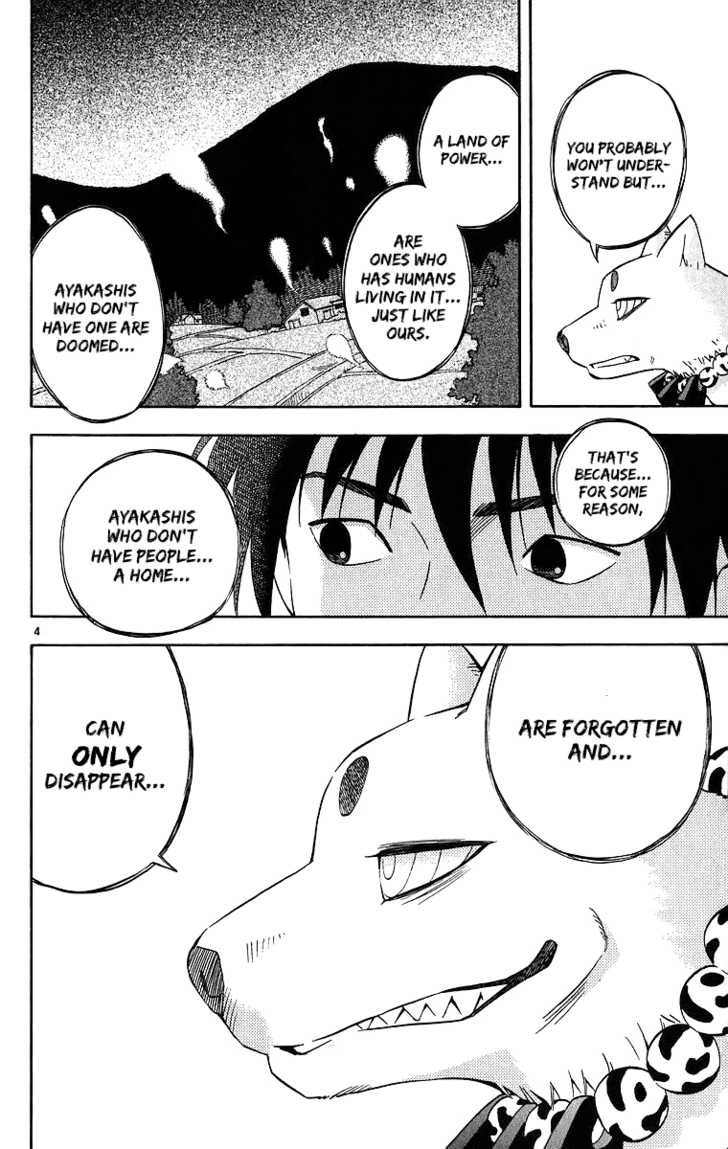 YOU PROBABLY
WON'T UNDER-
STAND BUT...
A LAND OF
POWER...
ARE
ONES WHO
HAS HUMANS
LIVING IN IT...
JUST LIKE
OURS.
AYAKASHIS
WHO DON'T
HAVE ONE ARE
DOOMED...
THAT'S
BECAUSE...
FOR SOME
REASON,
AYAKASHIS
WHO DON'T
HAVE PEOPLE...
A HOME...
4
ARE FORGOTTEN
AND...
CAN
ONLY
DISAPPEAR...